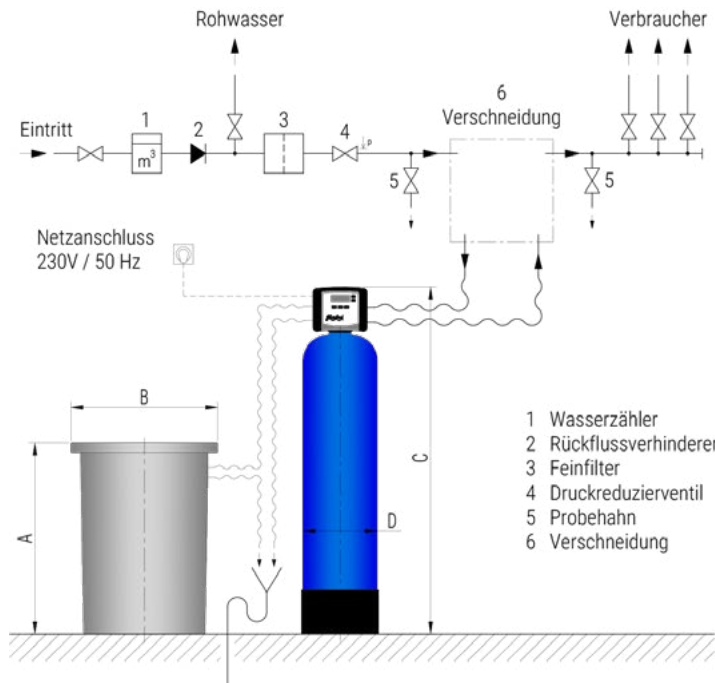 Rohwasser
Verbraucher
6
Verschneidung
Eintritt
1
2
3
4
m³
p
5
5
Netzanschluss
230V / 50 Hz
B
A
C
D
1 Wasserzähler
2 Rückflussverhinderer
3 Feinfilter
4 Druckreduzierventil
5 Probehahn
6 Verschneidung